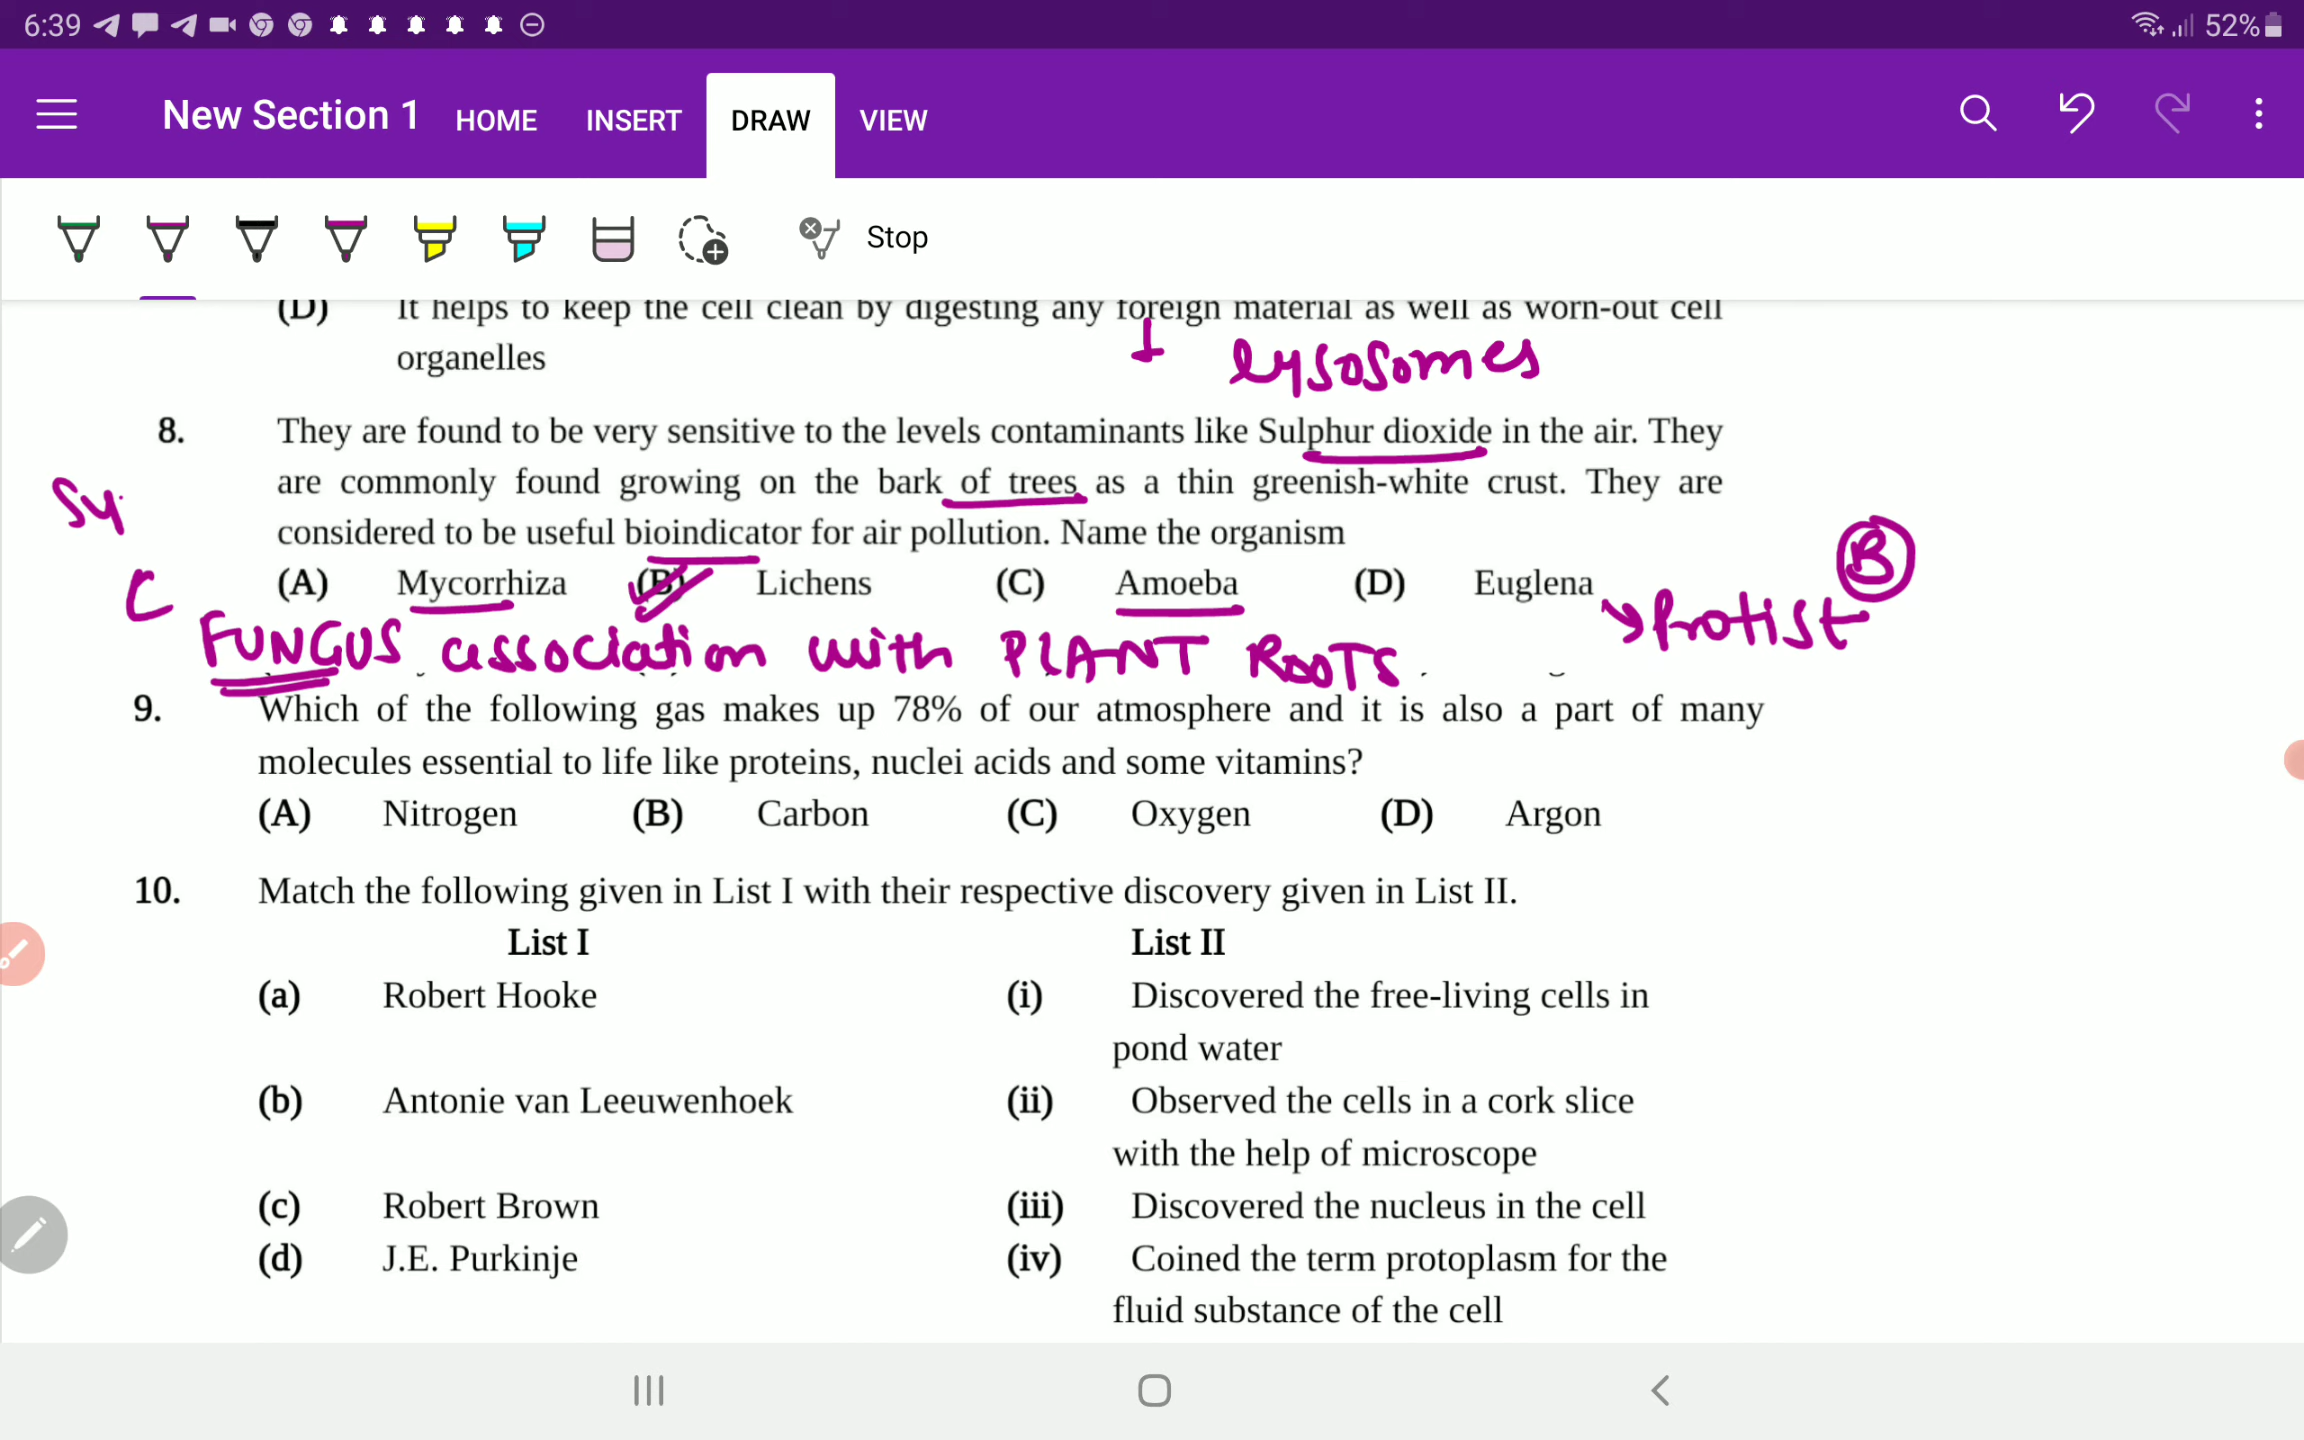 6:39 52%
New Section 1 HOME INSERT DRAW VIEW
Stop
(D) It helps to keep the cell clean by digesting any foreign material as well as worn-out cell
organelles
lysosomes
8. They are found to be very sensitive to the levels contaminants like Sulphur dioxide in the air. They
are commonly found growing on the bark of trees as a thin greenish-white crust. They are
considered to be useful bioindicator for air pollution. Name the organism
B
(A) Mycorrhiza (B) Lichens (C) Amoeba (D) Euglena
Protist
FUNGUS association with PLANT ROOTS
9. Which of the following gas makes up 78% of our atmosphere and it is also a part of many
molecules essential to life like proteins, nuclei acids and some vitamins?
(A) Nitrogen (B) Carbon (C) Oxygen (D) Argon
10. Match the following given in List I with their respective discovery given in List II.
List I List II
(a) Robert Hooke (i) Discovered the free-living cells in
pond water
(b) Antonie van Leeuwenhoek (ii) Observed the cells in a cork slice
with the help of microscope
(c) Robert Brown (iii) Discovered the nucleus in the cell
(d) J.E. Purkinje (iv) Coined the term protoplasm for the
fluid substance of the cell